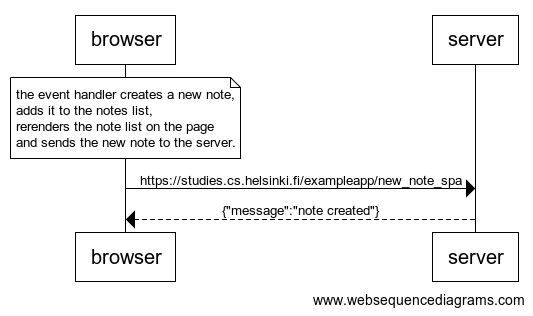 browser
server
the event handler creates a new note,
adds it to the notes list,
rerenders the note list on the page
and sends the new note to the server.
https://studies.cs.helsinki.fi/exampleapp/new_note_spa
{"message":"note created"}
browser
server
www.websequencediagrams.com